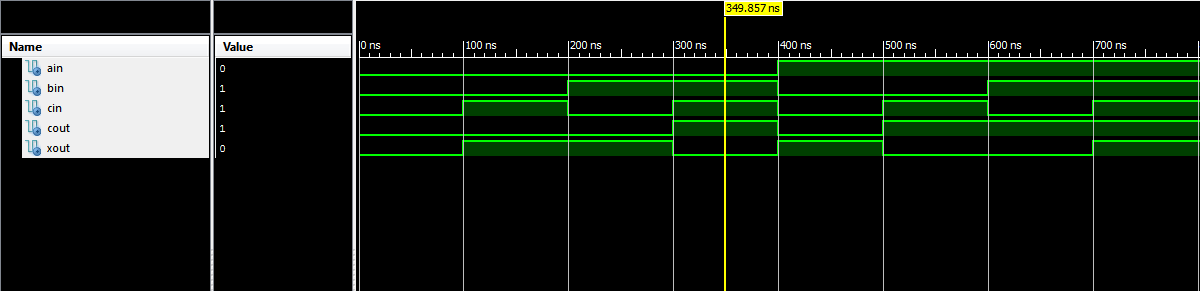 349.857 ns
Name Value
0 ns 100 ns 200 ns 300 ns 400 ns 500 ns 600 ns 700 ns
ain 0
bin 1
cin 1
cout 1
xout 0